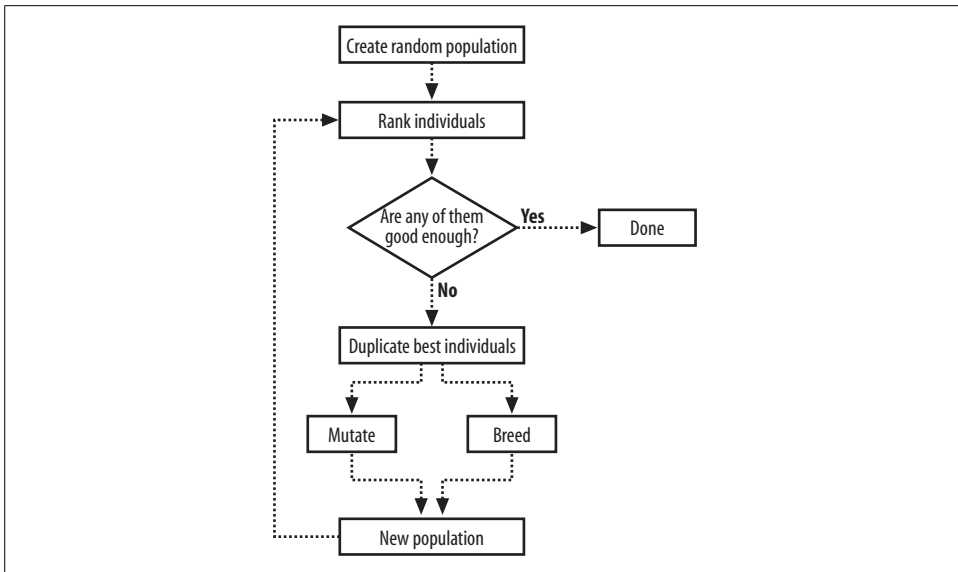 Create random population
Rank individuals
Are any of them
good enough?
Yes
Done
No
Duplicate best individuals
Mutate
Breed
New population